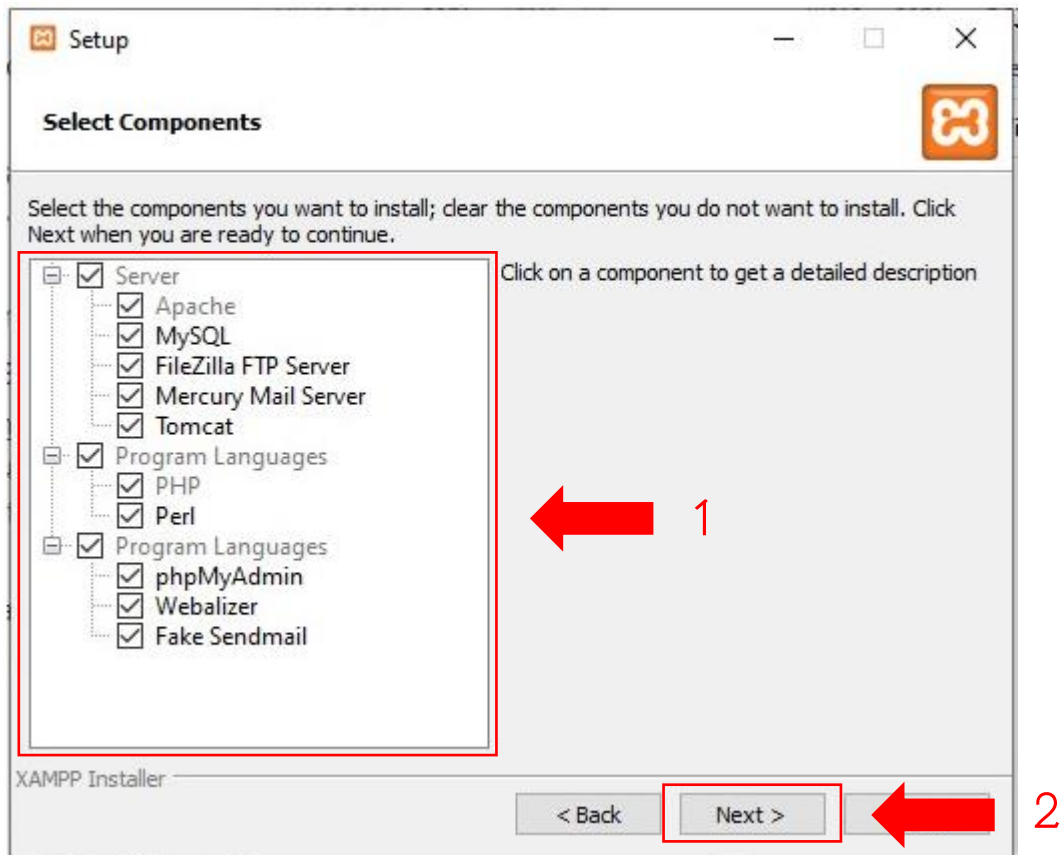 Setup
Select Components
Select the components you want to install; clear the components you do not want to install. Click
Next when you are ready to continue.
Server
Apache
MySQL
FileZilla FTP Server
Mercury Mail Server
Tomcat
Program Languages
PHP
Perl
Program Languages
phpMyAdmin
Webalizer
Fake Sendmail
Click on a component to get a detailed description
1
XAMPP Installer
< Back
Next >
2